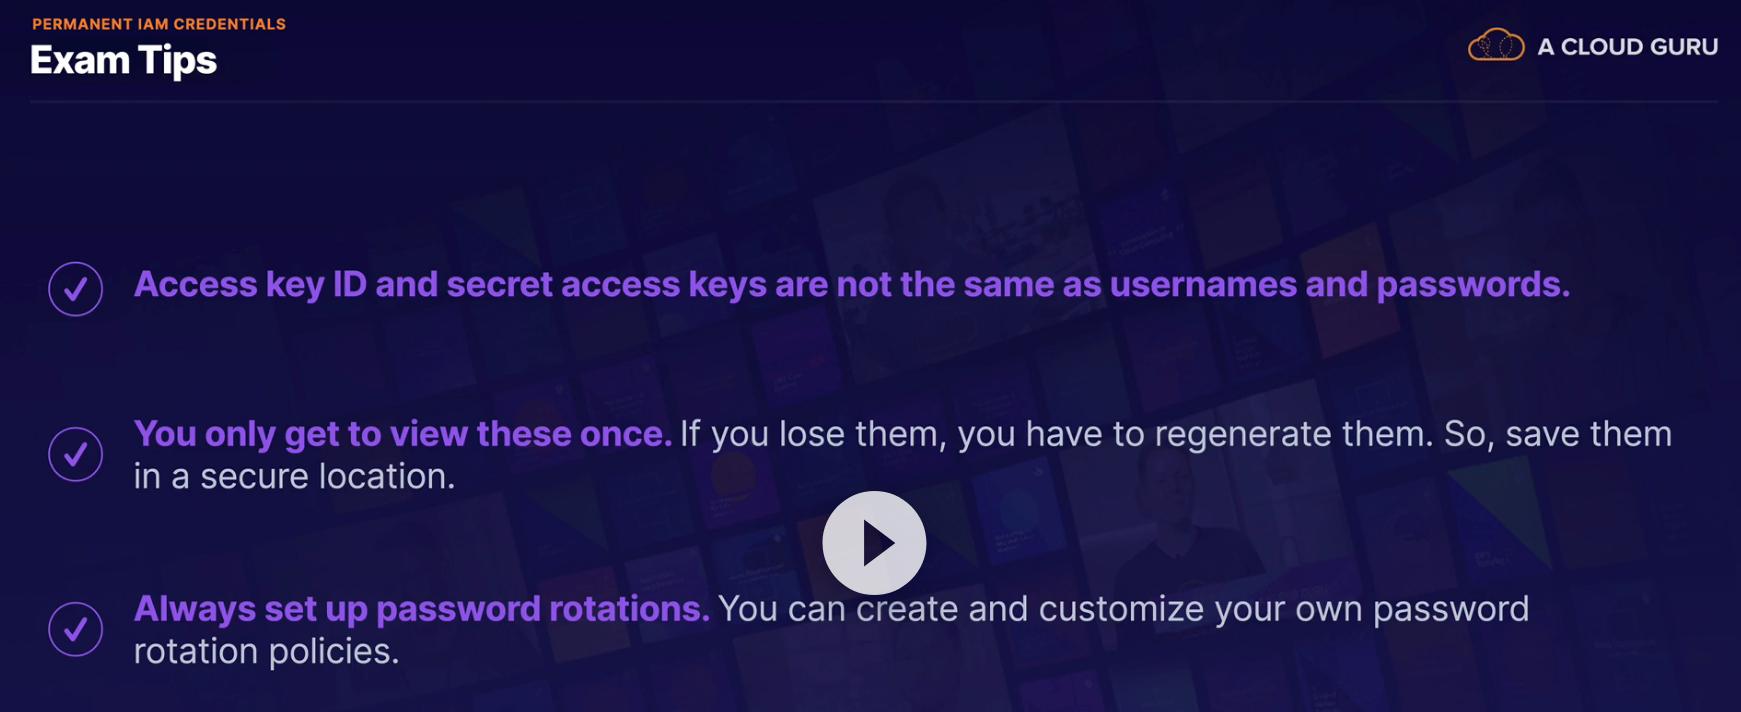 PERMANENT IAM CREDENTIALS
Exam Tips
A CLOUD GURU
Access key ID and secret access keys are not the same as usernames and passwords.
You only get to view these once. If you lose them, you have to regenerate them. So, save them
in a secure location.
Always set up password rotations. You can create and customize your own password
rotation policies.